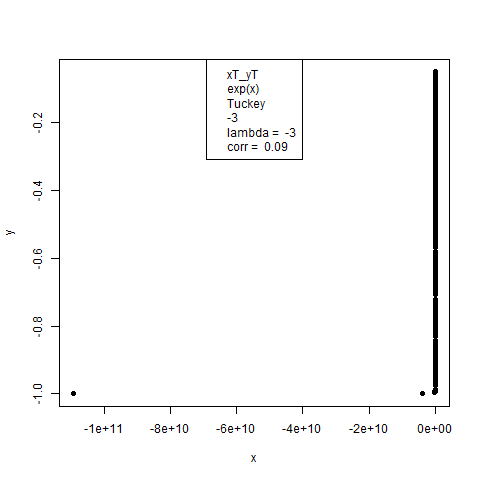 xT_yT
exp(x)
Tuckey
-3
lambda =  -3
corr =  0.09
y
-0.2
-0.4
-0.6
-0.8
-1.0
-1e+11
-8e+10
-6e+10
-4e+10
-2e+10
0e+00
x